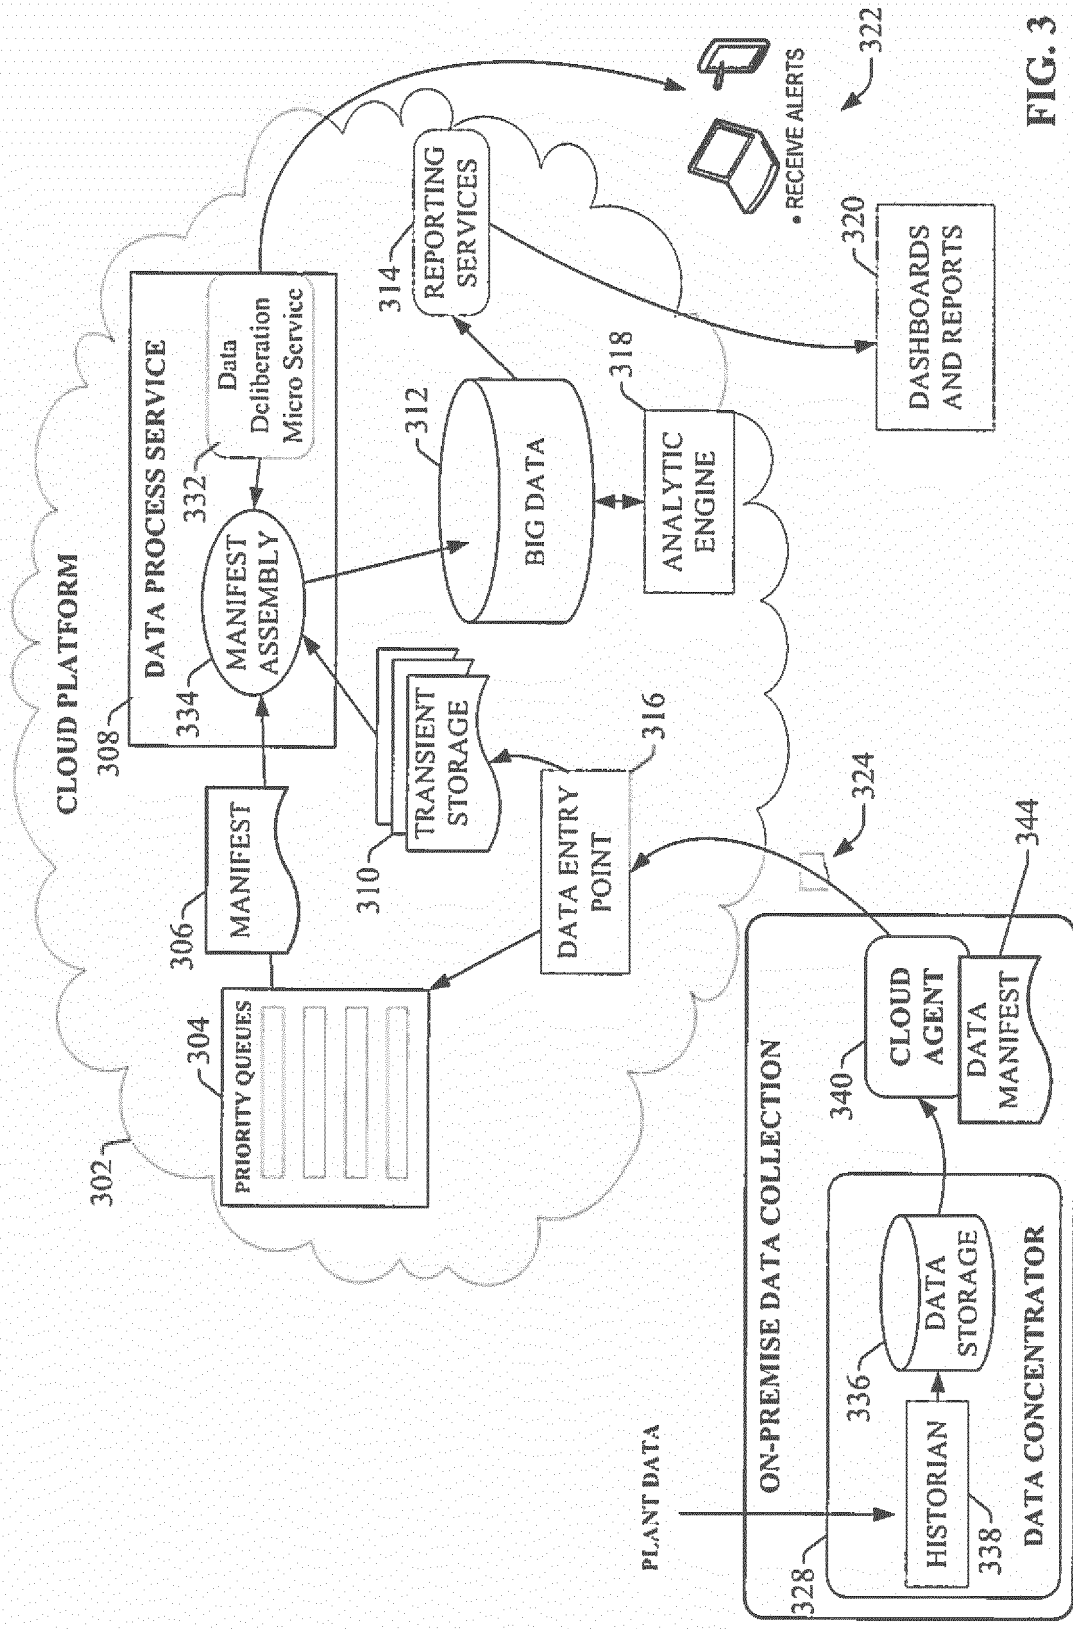 CLOUD PLATFORM
302
304
PRIORITY QUEUES
306
MANIFEST
308
DATA PROCESS SERVICE
334
MANIFEST
ASSEMBLY
332
Data
Deliberation
Micro Service
310
TRANSIENT
STORAGE
312
BIG DATA
314
REPORTING
SERVICES
DATA ENTRY
POINT
316
318
ANALYTIC
ENGINE
• RECEIVE ALERTS
322
320
DASHBOARDS
AND REPORTS
324
PLANT DATA
ON-PREMISE DATA COLLECTION
328
HISTORIAN
338
336
DATA
STORAGE
DATA CONCENTRATOR
340
CLOUD
AGENT
DATA
MANIFEST
344
FIG. 3